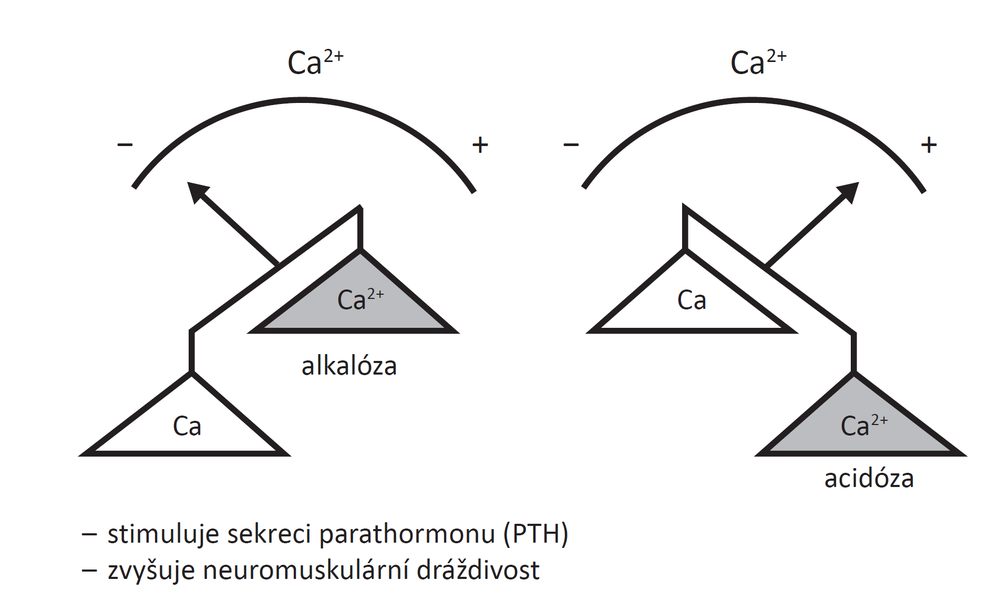 Ca²⁺
–
+
Ca²⁺
alkalóza
Ca
Ca²⁺
–
+
Ca
Ca²⁺
acidóza
– stimuluje sekreci parathormonu (PTH)
– zvyšuje neuromuskulární dráždivost